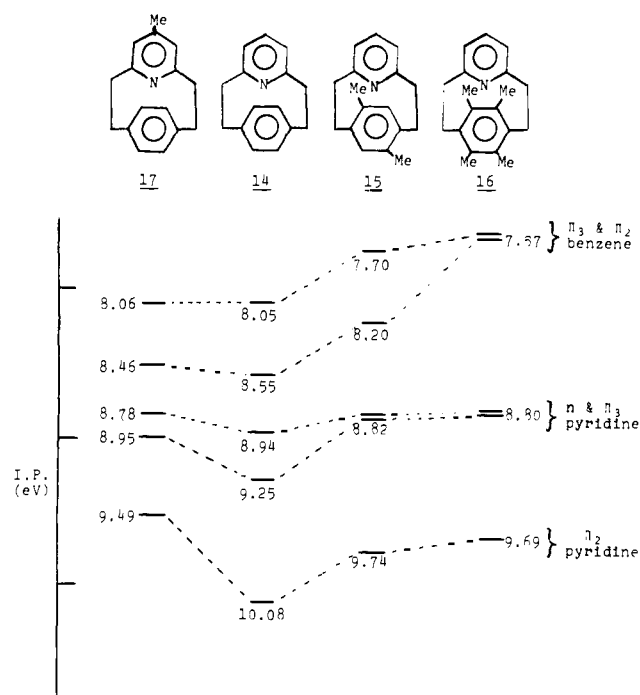 Me
N
N
N
Me
Me
N
Me Me
Me Me
17 14 15 16
Π3 & Π2
benzene
7.67
7.70
8.06
8.05
8.20
8.46
8.55
8.78
8.94
8.82
8.80
n & Π3
pyridine
8.95
9.25
I.P.
(eV)
9.49
9.69
Π2
pyridine
9.74
10.08